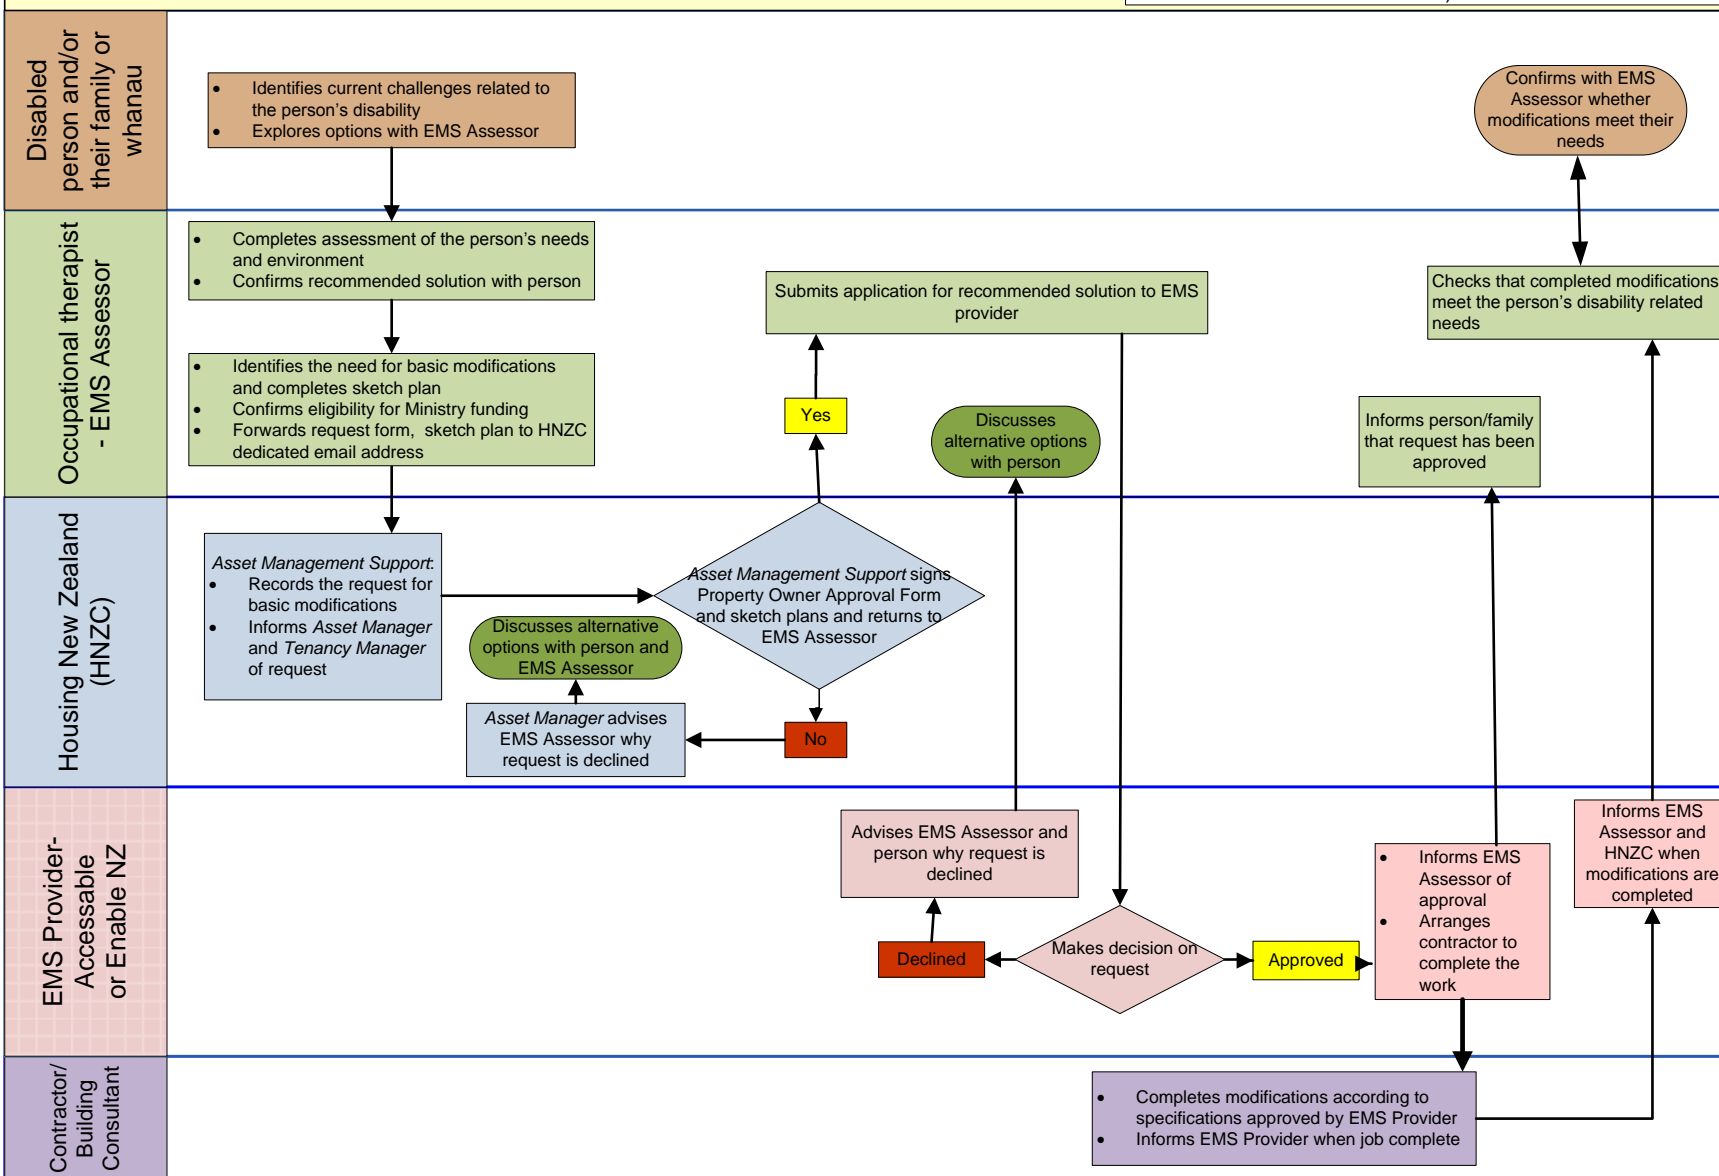 Disabled
person and/or
their family or
whanau
• Identifies current challenges related to
the person's disability
• Explores options with EMS Assessor
Confirms with EMS
Assessor whether
modifications meet their
needs
Occupational therapist
- EMS Assessor
• Completes assessment of the person's needs
and environment
• Confirms recommended solution with person
• Identifies the need for basic modifications
and completes sketch plan
• Confirms eligibility for Ministry funding
• Forwards request form, sketch plan to HNZC
dedicated email address
Submits application for recommended solution to EMS
provider
Yes
Discusses
alternative options
with person
Informs person/family
that request has been
approved
Checks that completed modifications
meet the person's disability related
needs
Housing New Zealand
(HNZC)
Asset Management Support:
• Records the request for
basic modifications
• Informs Asset Manager
and Tenancy Manager
of request
Asset Management Support signs
Property Owner Approval Form
and sketch plans and returns to
EMS Assessor
Discusses alternative
options with person and
EMS Assessor
Asset Manager advises
EMS Assessor why
request is declined
No
EMS Provider-
Accessable
or Enable NZ
Advises EMS Assessor and
person why request is
declined
Declined
Makes decision on
request
Approved
• Informs EMS
Assessor of
approval
• Arranges
contractor to
complete the
work
Informs EMS
Assessor and
HNZC when
modifications are
completed
Contractor/
Building
Consultant
• Completes modifications according to
specifications approved by EMS Provider
• Informs EMS Provider when job complete